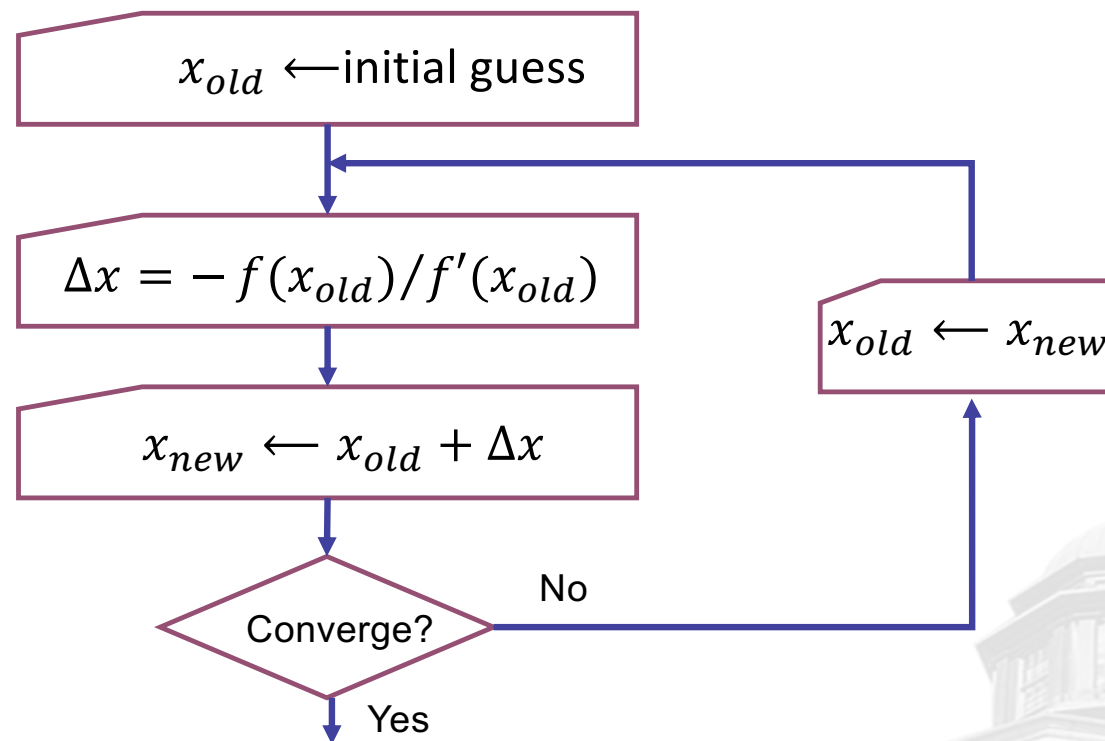 x_old ⟵initial guess
Δx = − f(x_old)/f′(x_old)
x_old ⟵ x_new
x_new ⟵ x_old + Δx
No
Converge?
Yes